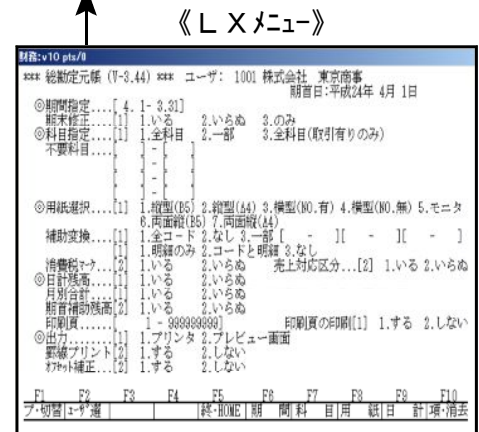 《ＬＸﾒﾆｭｰ》
財務:v10 pts/0
*** 総勘定元帳 (V-3.44) *** ユーザ: 1001 株式会社 東京商事
期首日:平成24年 4月 1日
◎期間指定....[ 4. 1- 3.31]
期末修正....[1] 1.いる 2.いらぬ 3.のみ
◎科目指定....[1] 1.全科目 2.一部 3.全科目(取引有りのみ)
不要科目....[ ] - [ ]
[ ] - [ ]
[ ] - [ ]
[ ] - [ ]
◎用紙選択....[1] 1.縦型(B5) 2.縦型(A4) 3.横型(NO.有) 4.横型(NO.無) 5.モニタ
6.両面縦(B5) 7.両面縦(A4)
補助変換....[1] 1.全コード 2.なし 3.一部 [ - ][ - ][ - ]
[1] 1.明細のみ 2.コードと明細 3.なし
消費税ﾏｰｸ...[2] 1.いる 2.いらぬ 売上対応区分...[2] 1.いる 2.いらぬ
◎日計残高....[1] 1.いる 2.いらぬ
月別合計....[1] 1.いる 2.いらぬ
期首補助残高[2] 1.いる 2.いらぬ
印刷頁......[ 1 - 99999999] 印刷頁の印刷[1] 1.する 2.しない
◎出力........[1] 1.プリンタ 2.プレビュー画面
罫線プリント[2] 1.する 2.しない
ｵﾌｾｯﾄ補正...[2] 1.する 2.しない
F1 F2 F3 F4 F5 F6 F7 F8 F9 F10
プ･切替 ﾕｰｻﾞ選 終･HOME 期 間 科 目 用 紙 日 計 項･消去